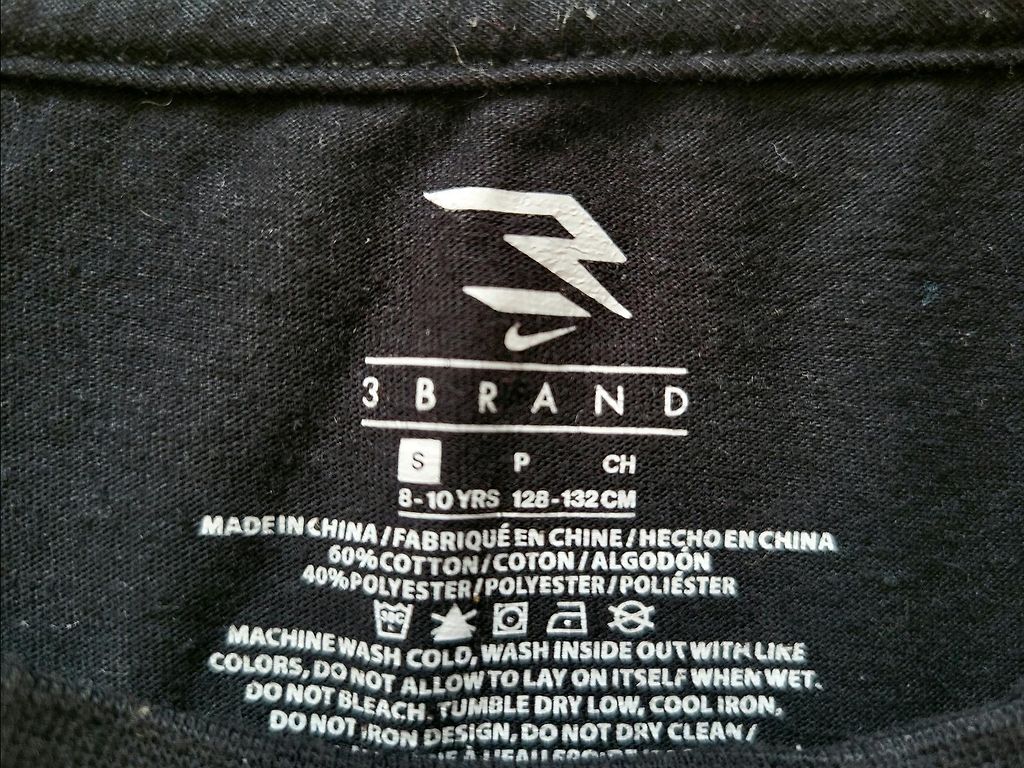 3 BRAND
S P CH
8-10 YRS 128-132 CM
MADE IN CHINA/FABRIQUÉ EN CHINE/HECHO EN CHINA
60% COTTON/COTON/ALGODÓN
40% POLYESTER/POLYESTER/POLIÉSTER
MACHINE WASH COLD, WASH INSIDE OUT WITH LIKE
COLORS, DO NOT ALLOW TO LAY ON ITSELF WHEN WET.
DO NOT BLEACH. TUMBLE DRY LOW, COOL IRON,
DO NOT IRON DESIGN, DO NOT DRY CLEAN/
À L'EAU FROIDE